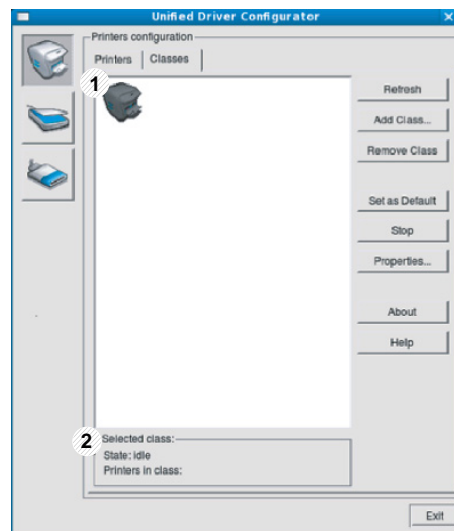 Unified Driver Configurator
Printers configuration
Printers Classes
1
Refresh
Add Class...
Remove Class
Set as Default
Stop
Properties...
About
Help
2 Selected class:
State: idle
Printers in class:
Exit